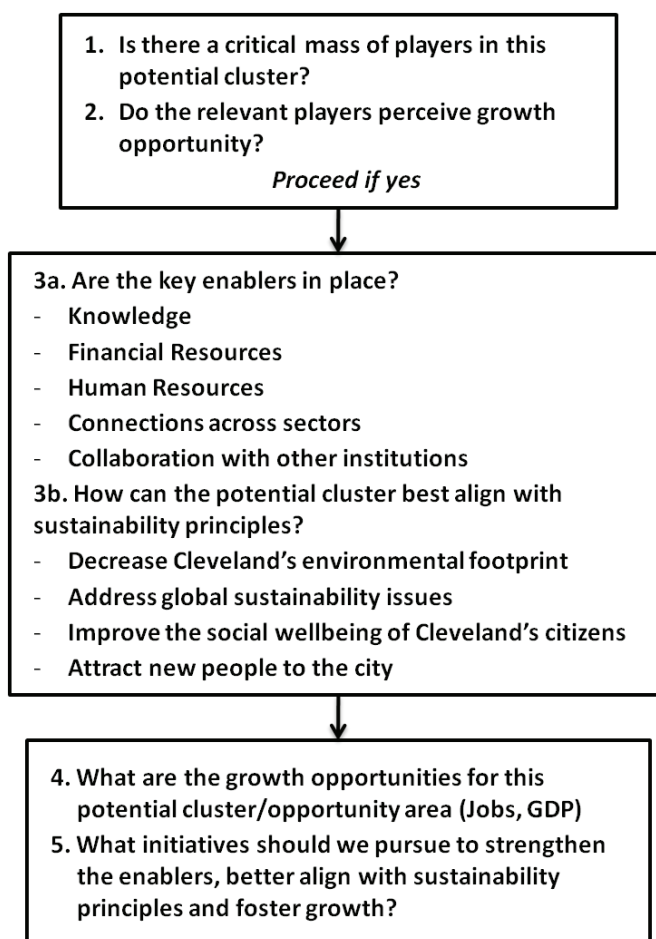 1. Is there a critical mass of players in this
potential cluster?
2. Do the relevant players perceive growth
opportunity?
Proceed if yes
3a. Are the key enablers in place?
- Knowledge
- Financial Resources
- Human Resources
- Connections across sectors
- Collaboration with other institutions
3b. How can the potential cluster best align with
sustainability principles?
- Decrease Cleveland’s environmental footprint
- Address global sustainability issues
- Improve the social wellbeing of Cleveland’s citizens
- Attract new people to the city
4. What are the growth opportunities for this
potential cluster/opportunity area (Jobs, GDP)
5. What initiatives should we pursue to strengthen
the enablers, better align with sustainability
principles and foster growth?